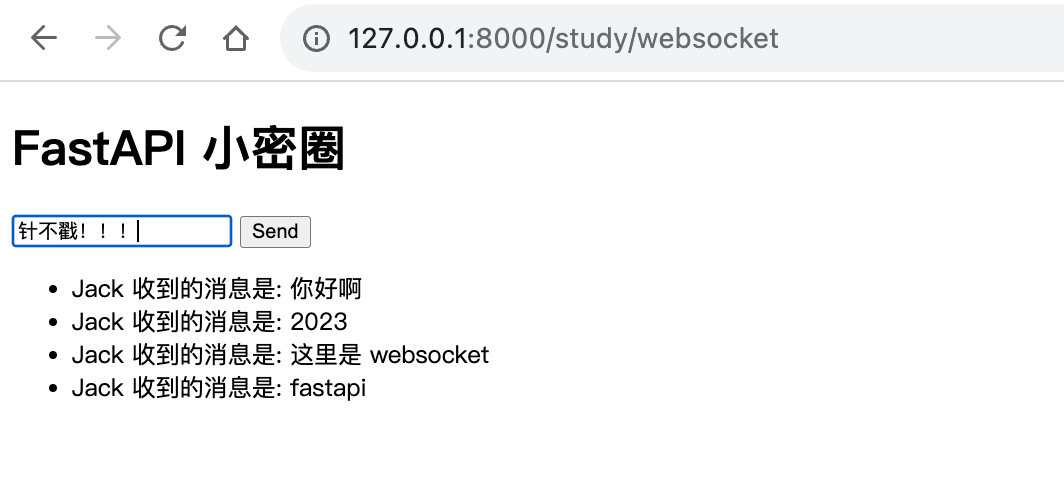 127.0.0.1:8000/study/websocket
FastAPI 小密圈
针不戳！！！ Send
Jack 收到的消息是: 你好啊
Jack 收到的消息是: 2023
Jack 收到的消息是: 这里是 websocket
Jack 收到的消息是: fastapi